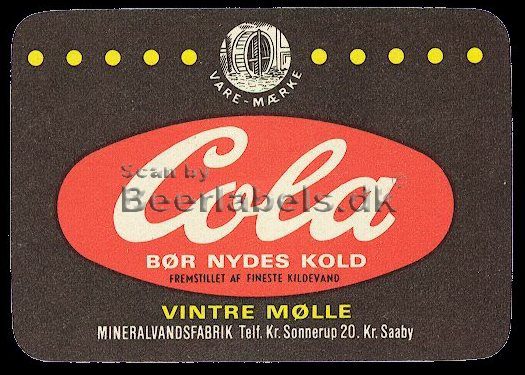 VARE-MÆRKE
Cola
Scan by
Beerlabels.dk
BØR NYDES KOLD
FREMSTILLET AF FINESTE KILDEVAND
VINTRE MØLLE
MINERALVANDSFABRIK Telf. Kr. Sonnerup 20. Kr. Saaby